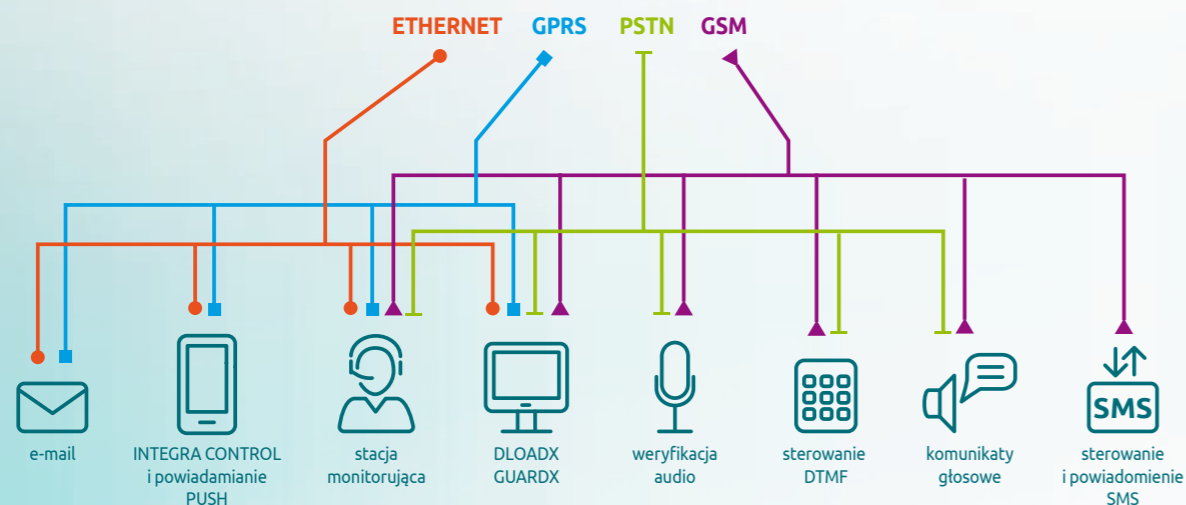 ETHERNET GPRS PSTN GSM
SMS
e-mail
INTEGRA CONTROL
i powiadamianie
PUSH
stacja
monitorująca
DLOADX
GUARDX
weryfikacja
audio
sterowanie
DTMF
komunikaty
głosowe
sterowanie
i powiadomienie
SMS